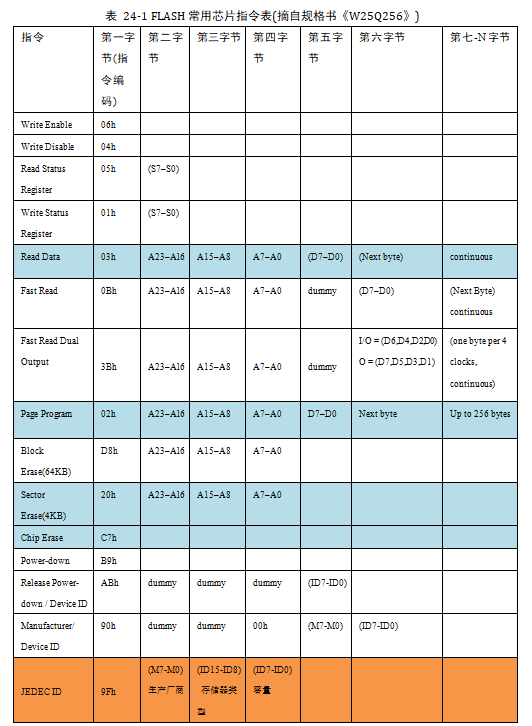 表 24-1 FLASH 常用芯片指令表(摘自规格书《W25Q256》)
指令 第一字节(指令编码) 第二字节 第三字节 第四字节 第五字节 第六字节 第七-N 字节
Write Enable 06h
Write Disable 04h
Read Status Register 05h (S7–S0)
Write Status Register 01h (S7–S0)
Read Data 03h A23–A16 A15–A8 A7–A0 (D7–D0) (Next byte) continuous
Fast Read 0Bh A23–A16 A15–A8 A7–A0 dummy (D7–D0) (Next Byte) continuous
Fast Read Dual Output 3Bh A23–A16 A15–A8 A7–A0 dummy I/O = (D6,D4,D2D0) O = (D7,D5,D3,D1) (one byte per 4 clocks, continuous)
Page Program 02h A23–A16 A15–A8 A7–A0 D7–D0 Next byte Up to 256 bytes
Block Erase(64KB) D8h A23–A16 A15–A8 A7–A0
Sector Erase(4KB) 20h A23–A16 A15–A8 A7–A0
Chip Erase C7h
Power-down B9h
Release Power-down / Device ID ABh dummy dummy dummy (ID7-ID0)
Manufacturer/ Device ID 90h dummy dummy 00h (M7-M0) (ID7-ID0)
JEDEC ID 9Fh (M7-M0) 生产厂商 (ID15-ID8) 存储器类型 (ID7-ID0) 容量